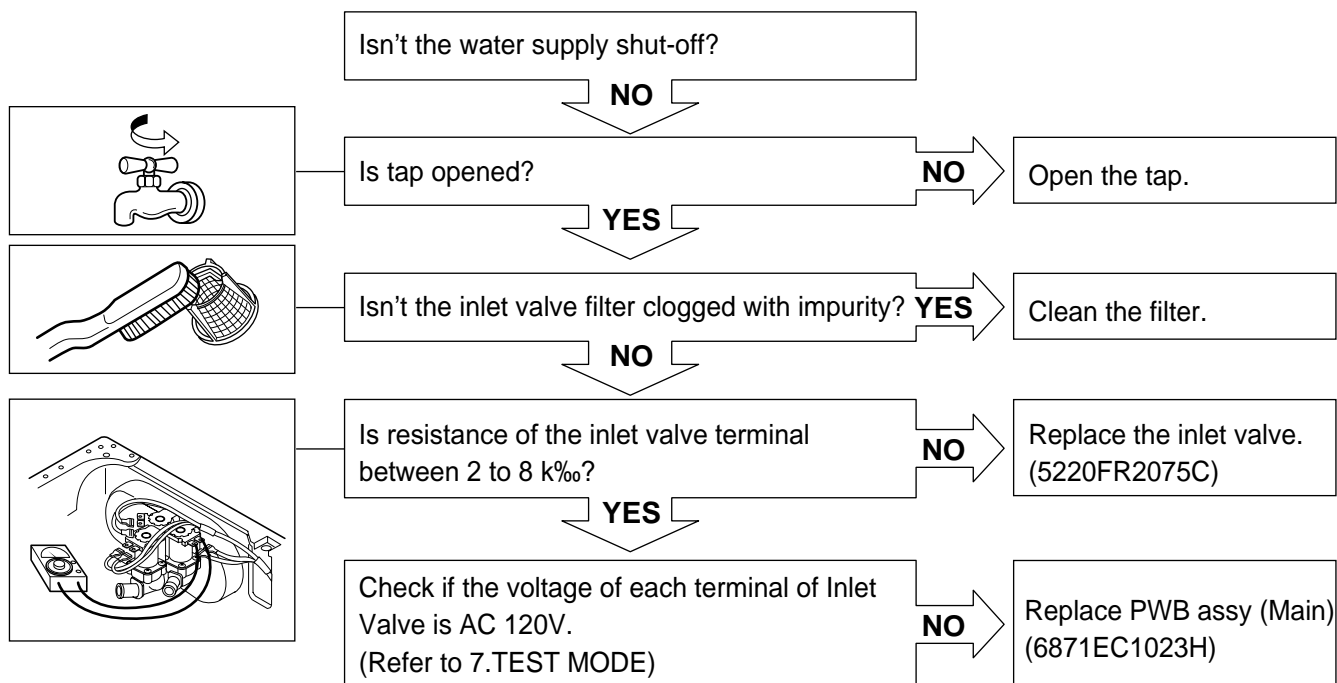 Isn’t the water supply shut-off?
NO
Is tap opened?
NO
Open the tap.
YES
Isn’t the inlet valve filter clogged with impurity?
YES
Clean the filter.
NO
Is resistance of the inlet valve terminal
between 2 to 8 k‰?
NO
Replace the inlet valve.
(5220FR2075C)
YES
Check if the voltage of each terminal of Inlet
Valve is AC 120V.
(Refer to 7.TEST MODE)
NO
Replace PWB assy (Main)
(6871EC1023H)